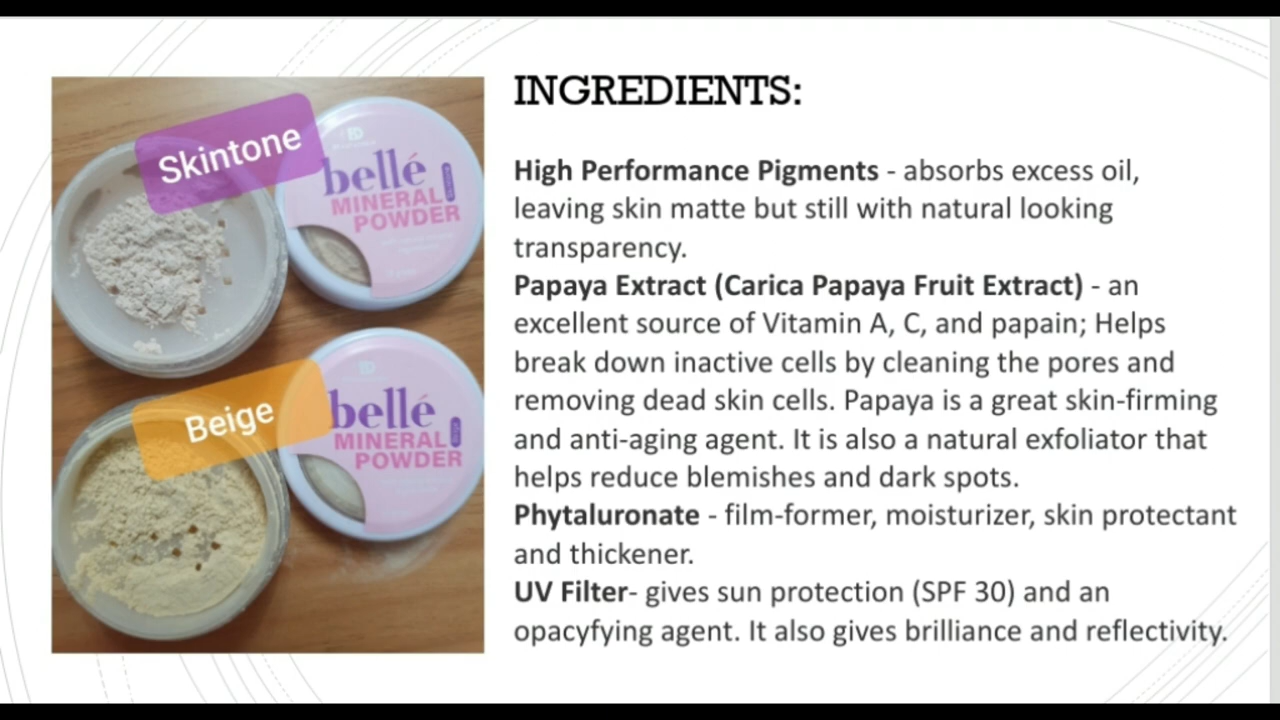 INGREDIENTS:
High Performance Pigments - absorbs excess oil,
leaving skin matte but still with natural looking
transparency.
Papaya Extract (Carica Papaya Fruit Extract) - an
excellent source of Vitamin A, C, and papain; Helps
break down inactive cells by cleaning the pores and
removing dead skin cells. Papaya is a great skin-firming
and anti-aging agent. It is also a natural exfoliator that
helps reduce blemishes and dark spots.
Phytaluronate - film-former, moisturizer, skin protectant
and thickener.
UV Filter- gives sun protection (SPF 30) and an
opacyfying agent. It also gives brilliance and reflectivity.
Skintone
bellé
MINERAL
POWDER
Beige
bellé
MINERAL
POWDER